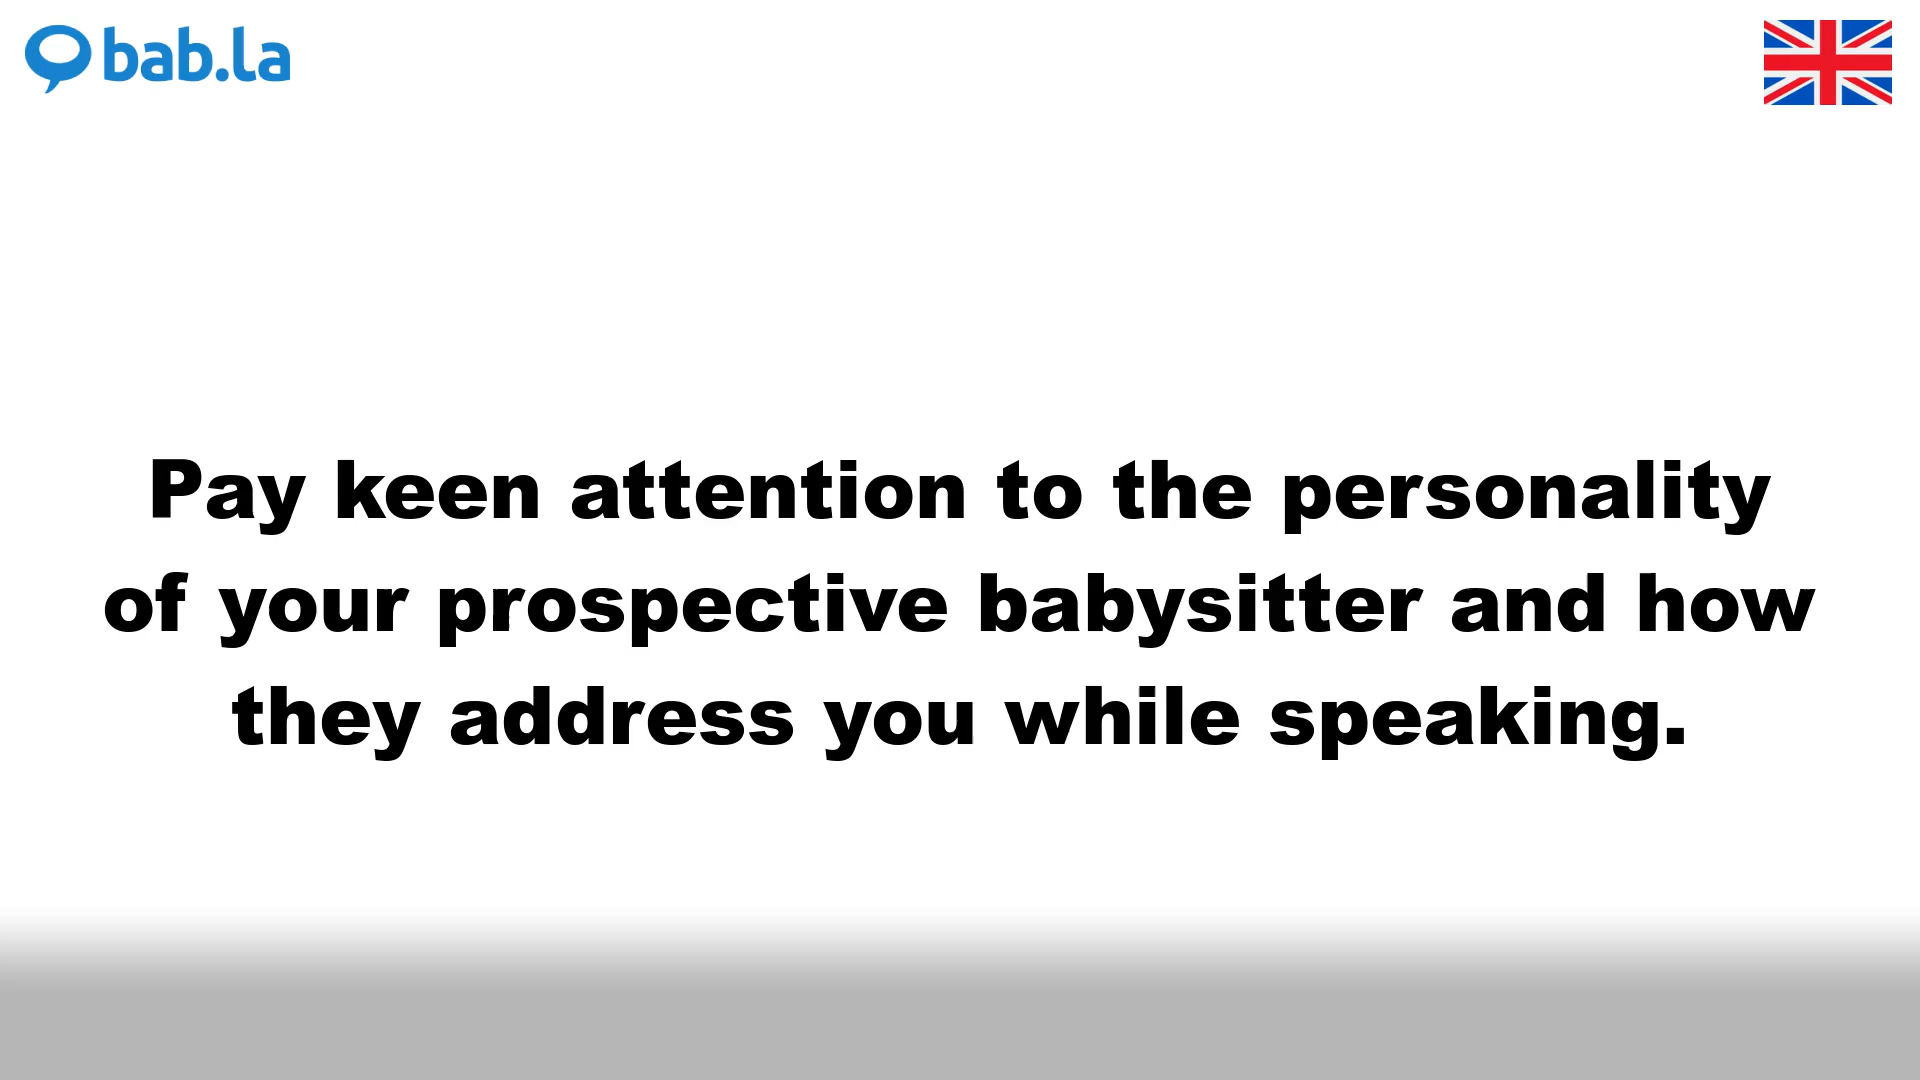 bab.la
Pay keen attention to the personality
of your prospective babysitter and how
they address you while speaking.